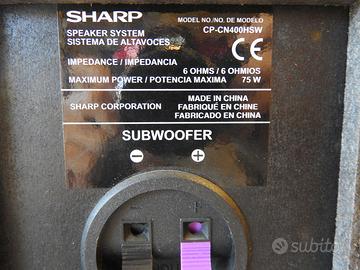 SHARP
MODEL NO./NO. DE MODELO
CP-CN400HSW
SPEAKER SYSTEM
SISTEMA DE ALTAVOCES
CE
IMPEDANCE / IMPEDANCIA
6 OHMS / 6 OHMIOS
MAXIMUM POWER / POTENCIA MAXIMA 75 W
SHARP CORPORATION
MADE IN CHINA
FABRIQUÉ EN CHINE
FABRICADO EN CHINA
SUBWOOFER
− +
subito